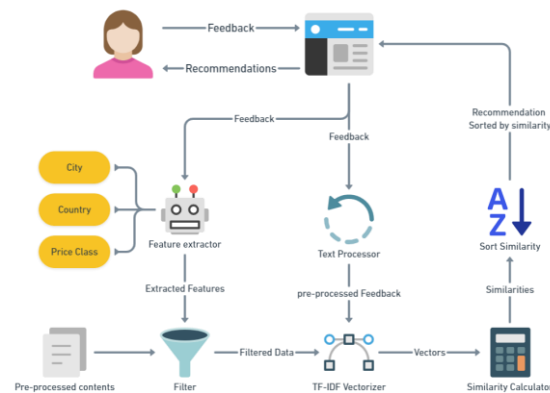 Feedback
Recommendations
Feedback
Feedback
Recommendation
Sorted by similarity
City
Country
Price Class
Feature extractor
Text Processor
Sort Similarity
Extracted Features
pre-processed Feedback
Similarities
Filtered Data
Vectors
Pre-processed contents
Filter
TF-IDF Vectorizer
Similarity Calculato
A
Z